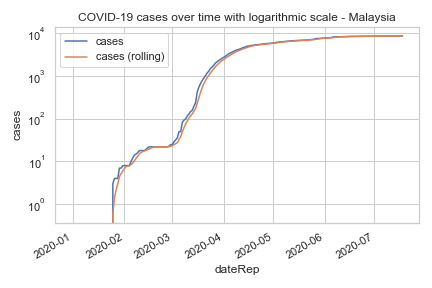 COVID-19 cases over time with logarithmic scale - Malaysia
cases
cases (rolling)
10⁴
10³
10²
10¹
10⁰
cases
2020-01
2020-02
2020-03
2020-04
2020-05
2020-06
2020-07
dateRep